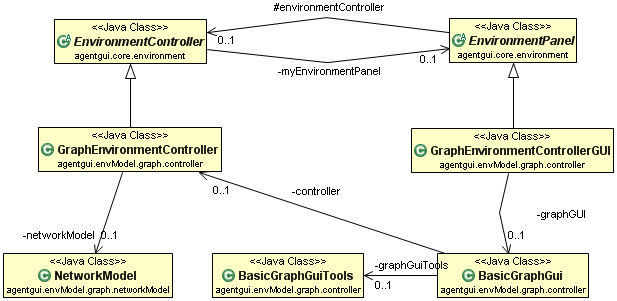 #environmentController
<<Java Class>>
EnvironmentController
agentgui.core.environment
<<Java Class>>
EnvironmentPanel
agentgui.core.environment
0..1
0..1
-myEnvironmentPanel
<<Java Class>>
GraphEnvironmentController
agentgui.envModel.graph.controller
<<Java Class>>
GraphEnvironmentControllerGUI
agentgui.envModel.graph.controller
0..1
-controller
-graphGUI
-networkModel
0..1
0..1
<<Java Class>>
NetworkModel
agentgui.envModel.graph.networkModel
<<Java Class>>
BasicGraphGuiTools
agentgui.envModel.graph.controller
-graphGuiTools
0..1
<<Java Class>>
BasicGraphGui
agentgui.envModel.graph.controller